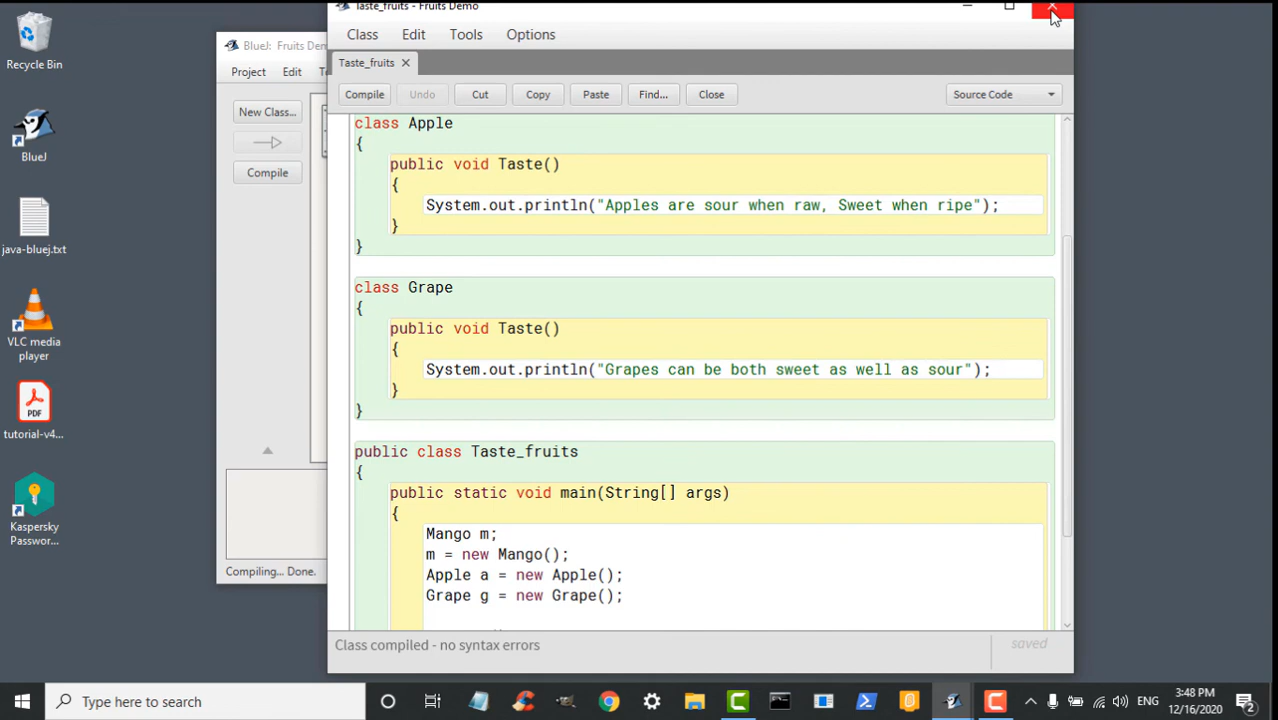 Taste_fruits - Fruits Demo
Class Edit Tools Options
Taste_fruits
Compile Undo Cut Copy Paste Find... Close Source Code
class Apple
{
public void Taste()
{
System.out.println("Apples are sour when raw, Sweet when ripe");
}
}
class Grape
{
public void Taste()
{
System.out.println("Grapes can be both sweet as well as sour");
}
}
public class Taste_fruits
{
public static void main(String[] args)
{
Mango m;
m = new Mango();
Apple a = new Apple();
Grape g = new Grape();
Class compiled - no syntax errors
saved
BlueJ: Fruits De
Project Edit
New Class...
Compile
Compiling... Done.
Recycle Bin
BlueJ
java-bluej.txt
VLC media
player
PDF
tutorial-v4...
Kaspersky
Passwor...
Type here to search
ENG
3:48 PM
12/16/2020
2